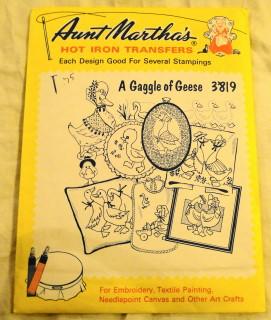 Aunt Martha's®
HOT IRON TRANSFERS
Each Design Good For Several Stampings
A Gaggle of Geese 3819
For Embroidery, Textile Painting,
Needlepoint Canvas and Other Art Crafts